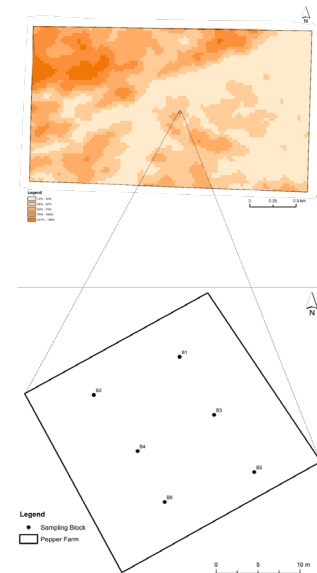 N
Legend
0 0.25 0.5 km
N
B1
B2
B3
B4
B5
B6
Legend
Sampling Block
Pepper Farm
0 5 10 m